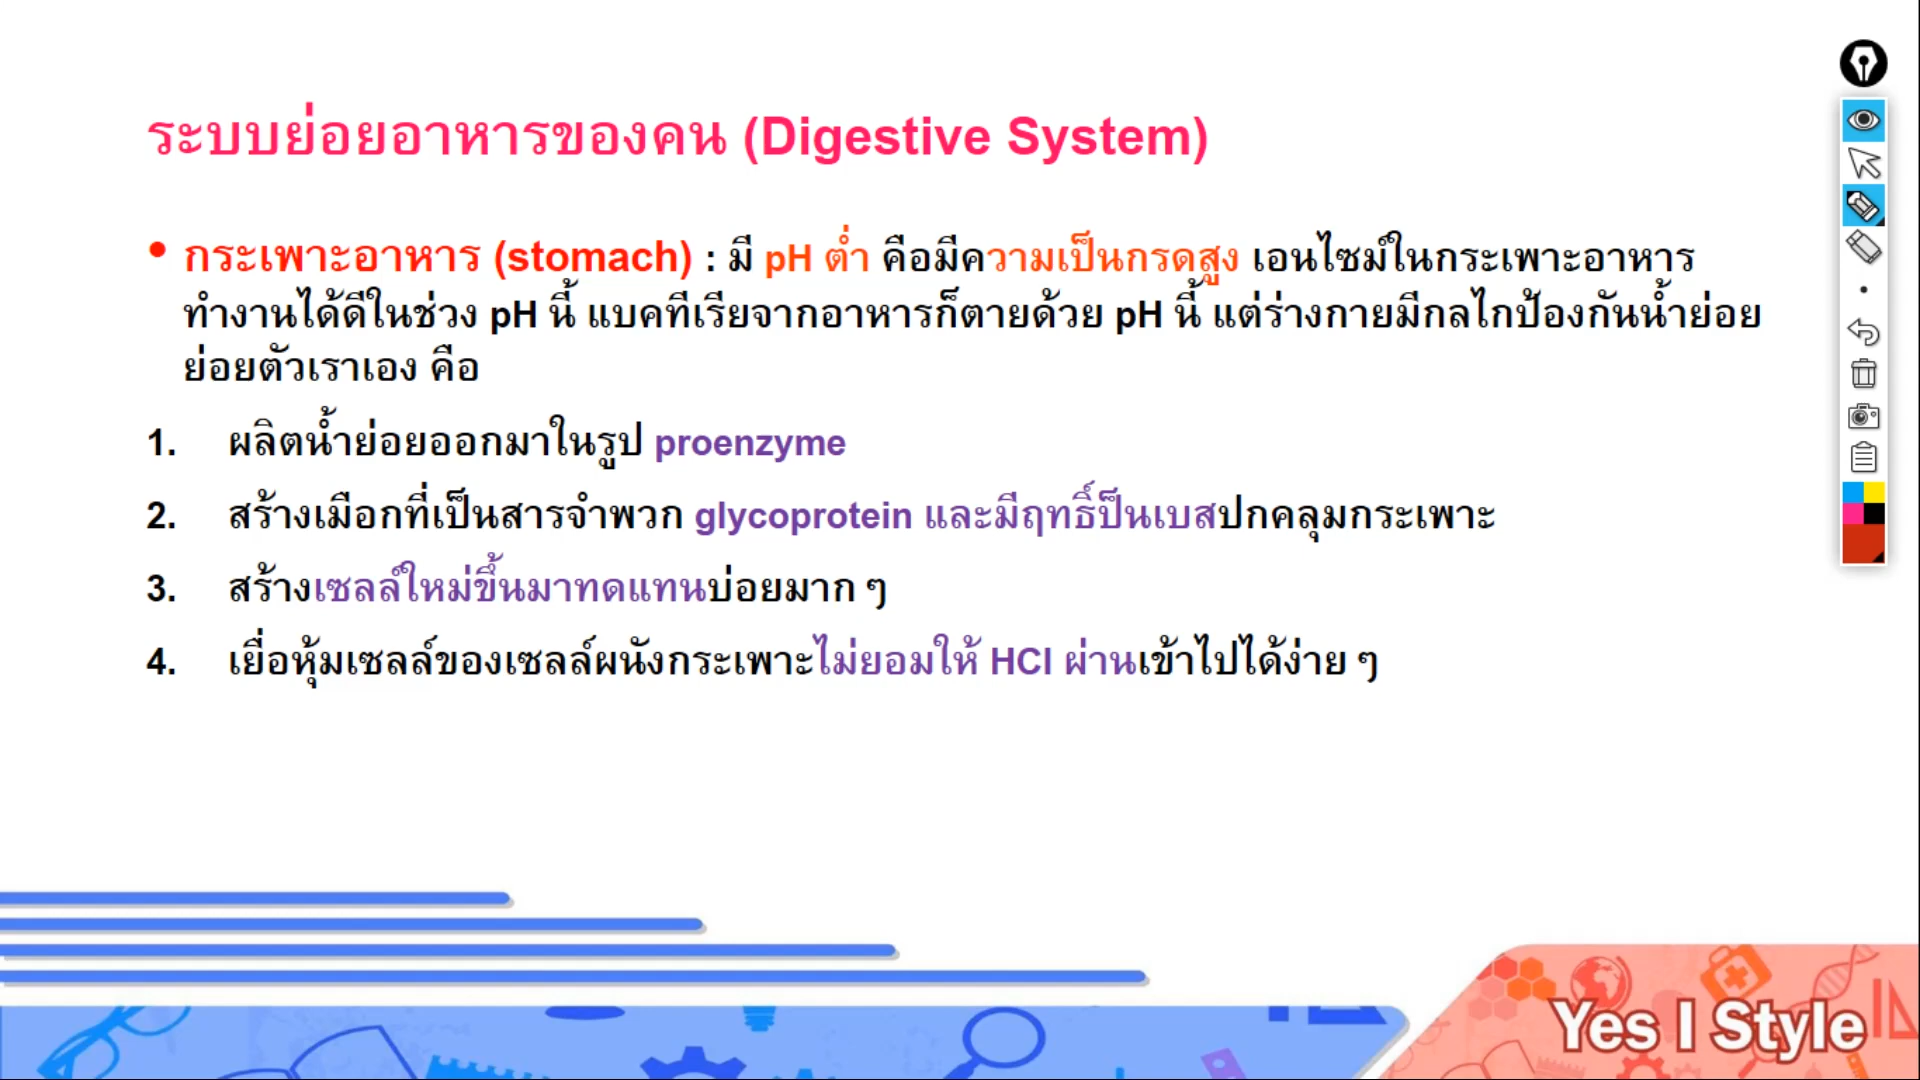 ระบบย่อยอาหารของคน (Digestive System)
• กระเพาะอาหาร (stomach) : มี pH ต่ำ คือมีความเป็นกรดสูง เอนไซม์ในกระเพาะอาหาร
ทำงานได้ดีในช่วง pH นี้ แบคทีเรียจากอาหารก็ตายด้วย pH นี้ แต่ร่างกายมีกลไกป้องกันน้ำย่อย
ย่อยตัวเราเอง คือ
1. ผลิตน้ำย่อยออกมาในรูป proenzyme
2. สร้างเมือกที่เป็นสารจำพวก glycoprotein และมีฤทธิ์ป็นเบสปกคลุมกระเพาะ
3. สร้างเซลล์ใหม่ขึ้นมาทดแทนบ่อยมาก ๆ
4. เยื่อหุ้มเซลล์ของเซลล์ผนังกระเพาะไม่ยอมให้ HCl ผ่านเข้าไปได้ง่าย ๆ
Yes I Style